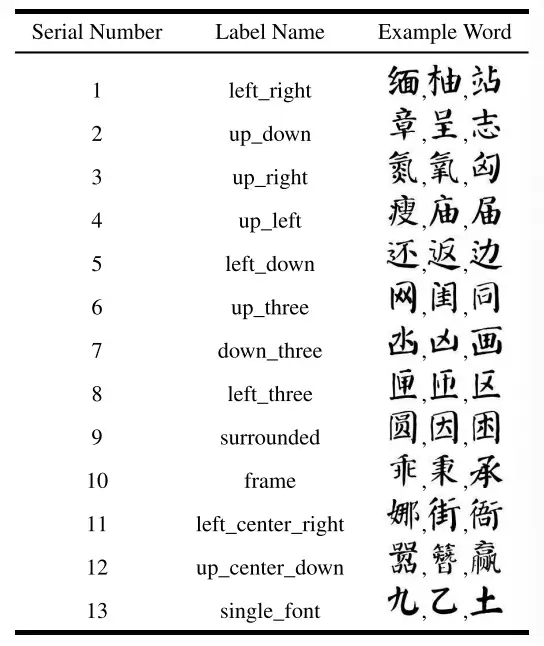 Serial Number Label Name Example Word
1 left_right 缅,柚,站
2 up_down 章,呈,志
3 up_right 氮,氧,匈
4 up_left 瘦,庙,届
5 left_down 还,返,边
6 up_three 网,闺,同
7 down_three 凼,凶,画
8 left_three 匣,匝,区
9 surrounded 圆,因,困
10 frame 乖,秉,承
11 left_center_right 娜,街,衙
12 up_center_down 嚣,簪,赢
13 single_font 九,乙,土